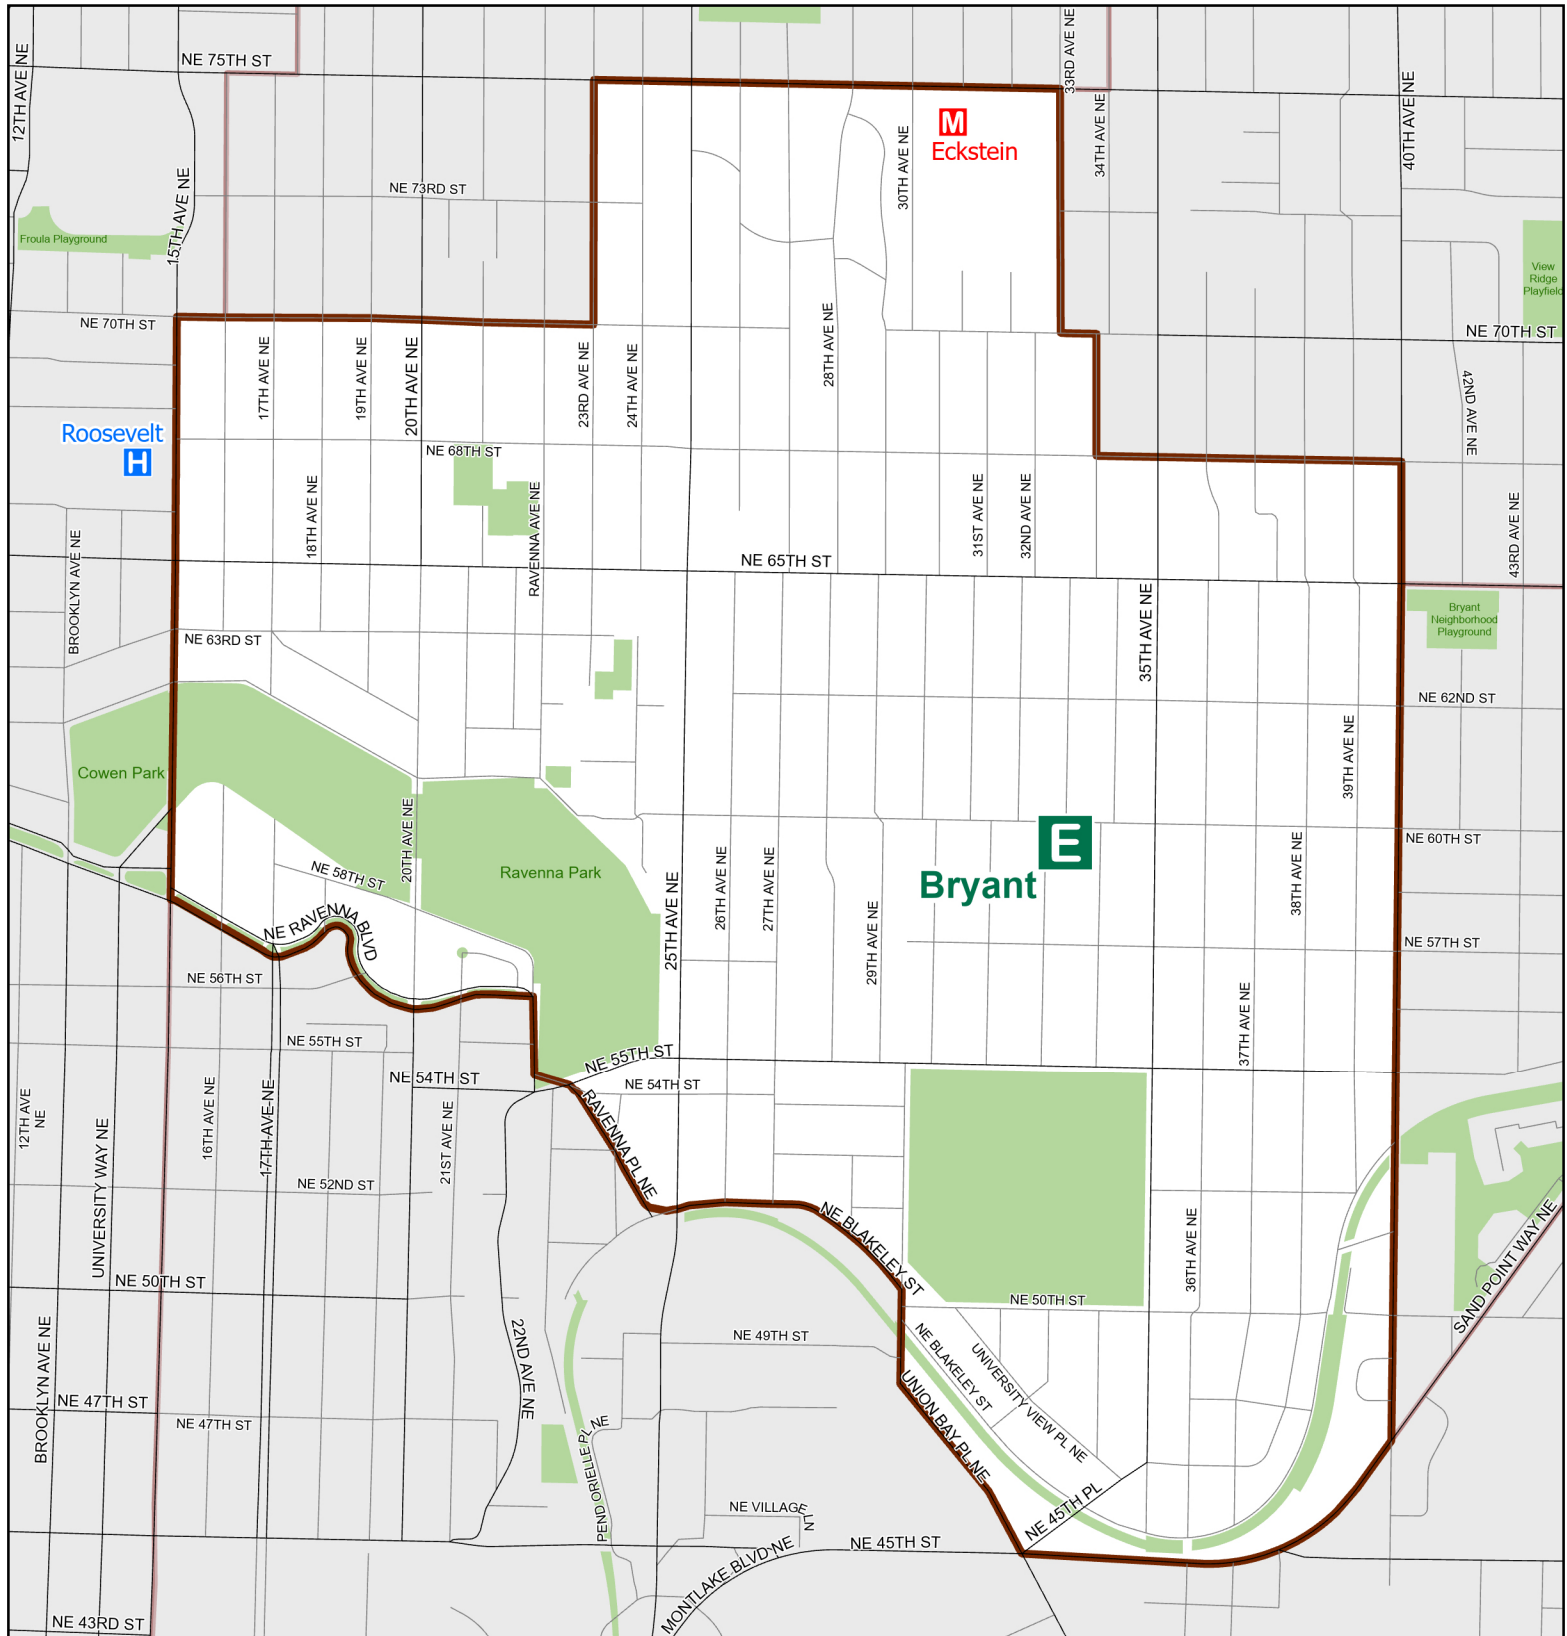 12TH AVE NE
NE 75TH ST
33RD AVE NE
34TH AVE NE
40TH AVE NE
M
Eckstein
30TH AVE NE
15TH AVE NE
NE 73RD ST
Froula Playground
View
Ridge
Playfield
NE 70TH ST
NE 70TH ST
17TH AVE NE
19TH AVE NE
20TH AVE NE
23RD AVE NE
24TH AVE NE
28TH AVE NE
42ND AVE NE
Roosevelt
H
NE 68TH ST
18TH AVE NE
RAVENNA AVE NE
31ST AVE NE
32ND AVE NE
43RD AVE NE
BROOKLYN AVE NE
NE 65TH ST
35TH AVE NE
Bryant
Neighborhood
Playground
NE 63RD ST
NE 62ND ST
39TH AVE NE
Cowen Park
20TH AVE NE
NE 58TH ST
Ravenna Park
25TH AVE NE
26TH AVE NE
27TH AVE NE
29TH AVE NE
E
Bryant
38TH AVE NE
NE 60TH ST
NE RAVENNA BLVD
NE 57TH ST
NE 56TH ST
37TH AVE NE
NE 55TH ST
NE 55TH ST
NE 54TH ST
NE 54TH ST
12TH AVE
NE
UNIVERSITY WAY NE
16TH AVE NE
17TH AVE NE
21ST AVE NE
RAVENNA PL NE
NE 52ND ST
NE BLAKELEY ST
36TH AVE NE
SAND POINT WAY NE
NE 50TH ST
NE 50TH ST
BROOKLYN AVE NE
22ND AVE NE
NE 49TH ST
NE BLAKELEY ST
UNIVERSITY VIEW PL NE
UNION BAY PL NE
NE 47TH ST
NE 47TH ST
PEND ORIELLE PL NE
NE VILLAGE LN
NE 45TH PL
MONTLAKE BLVD NE
NE 45TH ST
NE 43RD ST